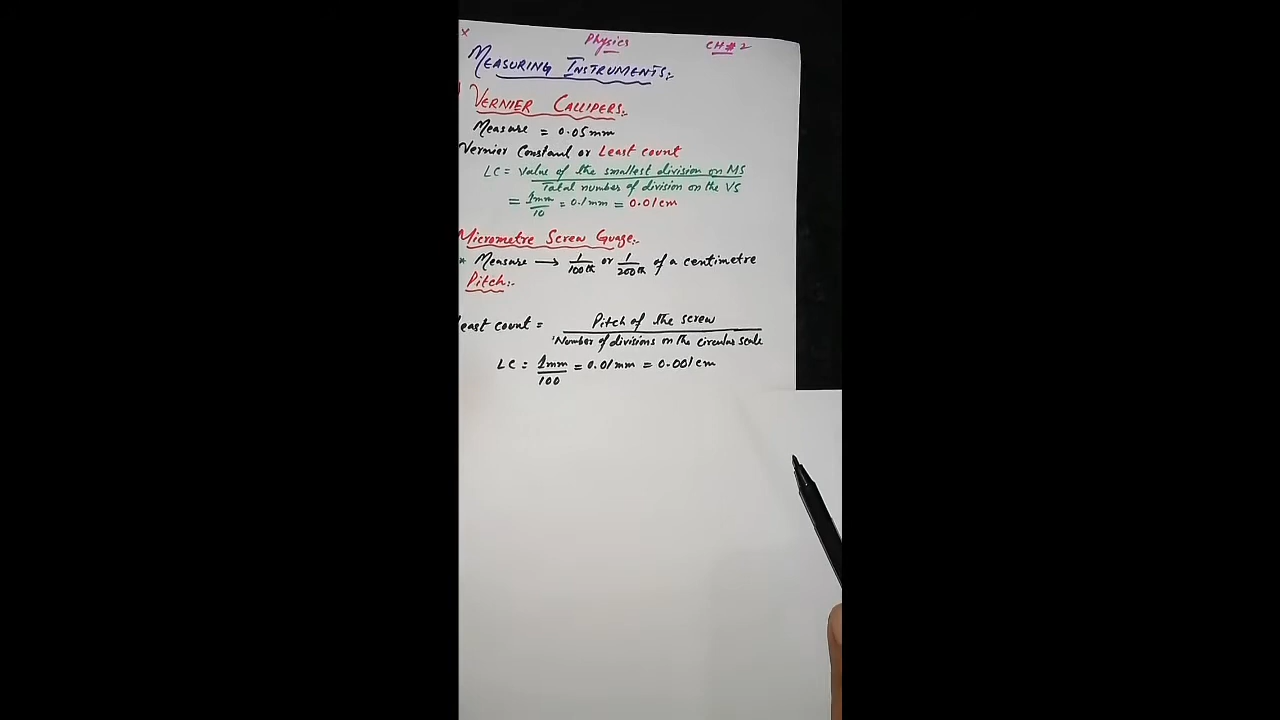 Physics CH # 2
MEASURING INSTRUMENTS:-
VERNIER CALLIPERS:-
Measure = 0.05mm
Vernier Constant or Least count
LC = Value of the smallest division on MS
Total number of division on the VS
= 1mm/10 = 0.1mm = 0.01cm
Micrometre Screw Guage:-
* Measure → 1/100th or 1/200th of a centimetre
Pitch:-
Least count = Pitch of the screw
Number of divisions on the circular scale
LC = 1mm/100 = 0.01mm = 0.001cm